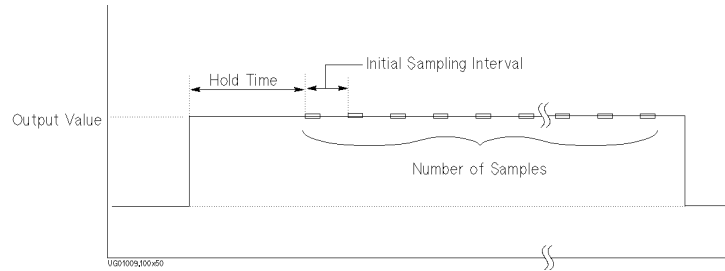 Initial Sampling Interval
Hold Time
Output Value
Number of Samples
UG01009,100x50